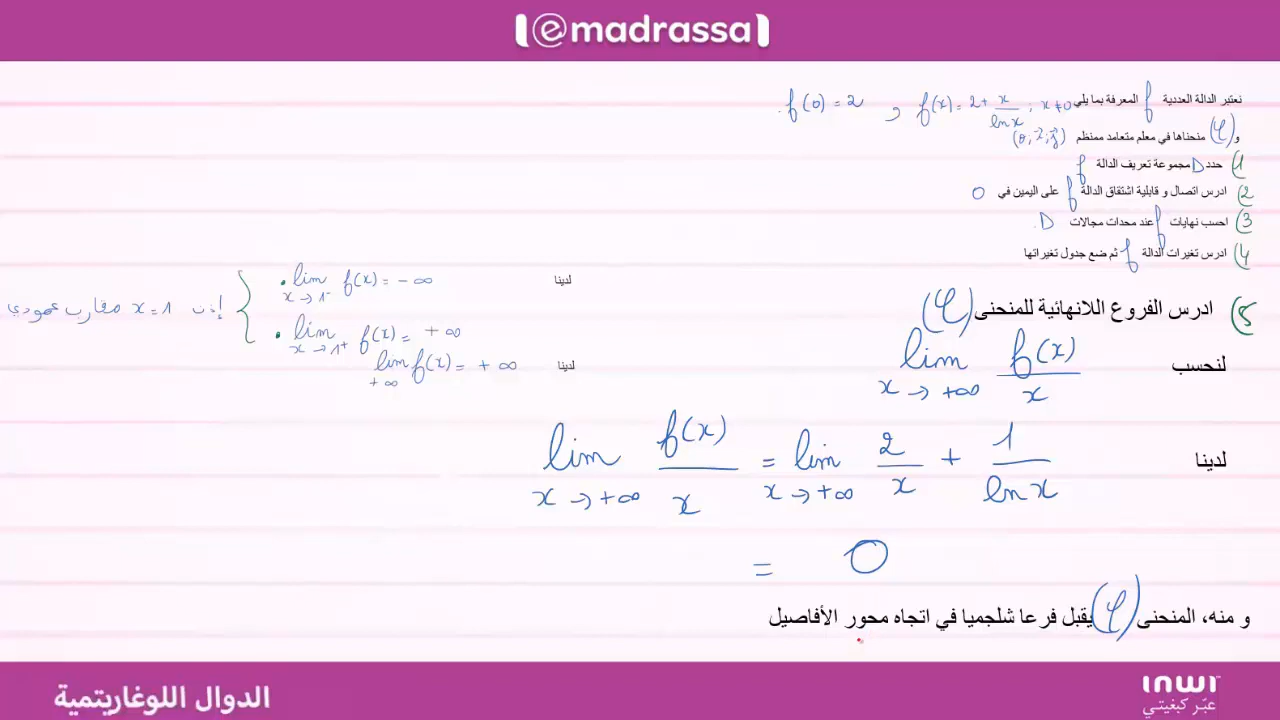 @madrassa
نعتبر الدالة العددية f المعرفة بما يلي f(x) = 2 + x/ln x ; x ≠ 0 و f(0) = 2
و (φ) منحناها في معلم متعامد ممنظم (o, i, j)
1) حدد D مجموعة تعريف الدالة f
2) ادرس اتصال و قابلية اشتقاق الدالة f على اليمين في 0
3) احسب نهايات f عند محدات مجالات D.
4) ادرس تغيرات الدالة f ثم ضع جدول تغيراتها
5) ادرس الفروع اللانهائية للمنحنى (φ)
لدينا
• lim x→1⁻ f(x) = -∞
• lim x→1⁺ f(x) = +∞
إذن x = 1 مقارب عمودي
لدينا lim +∞ f(x) = +∞
لنحسب lim x→+∞ f(x)/x
لدينا lim x→+∞ f(x)/x = lim x→+∞ 2/x + 1/ln x
= 0
و منه، المنحنى (φ) يقبل فرعا شلجميا في اتجاه محور الأفاصيل
الدوال اللوغاريتمية
inwi
عبّر كبغيتي